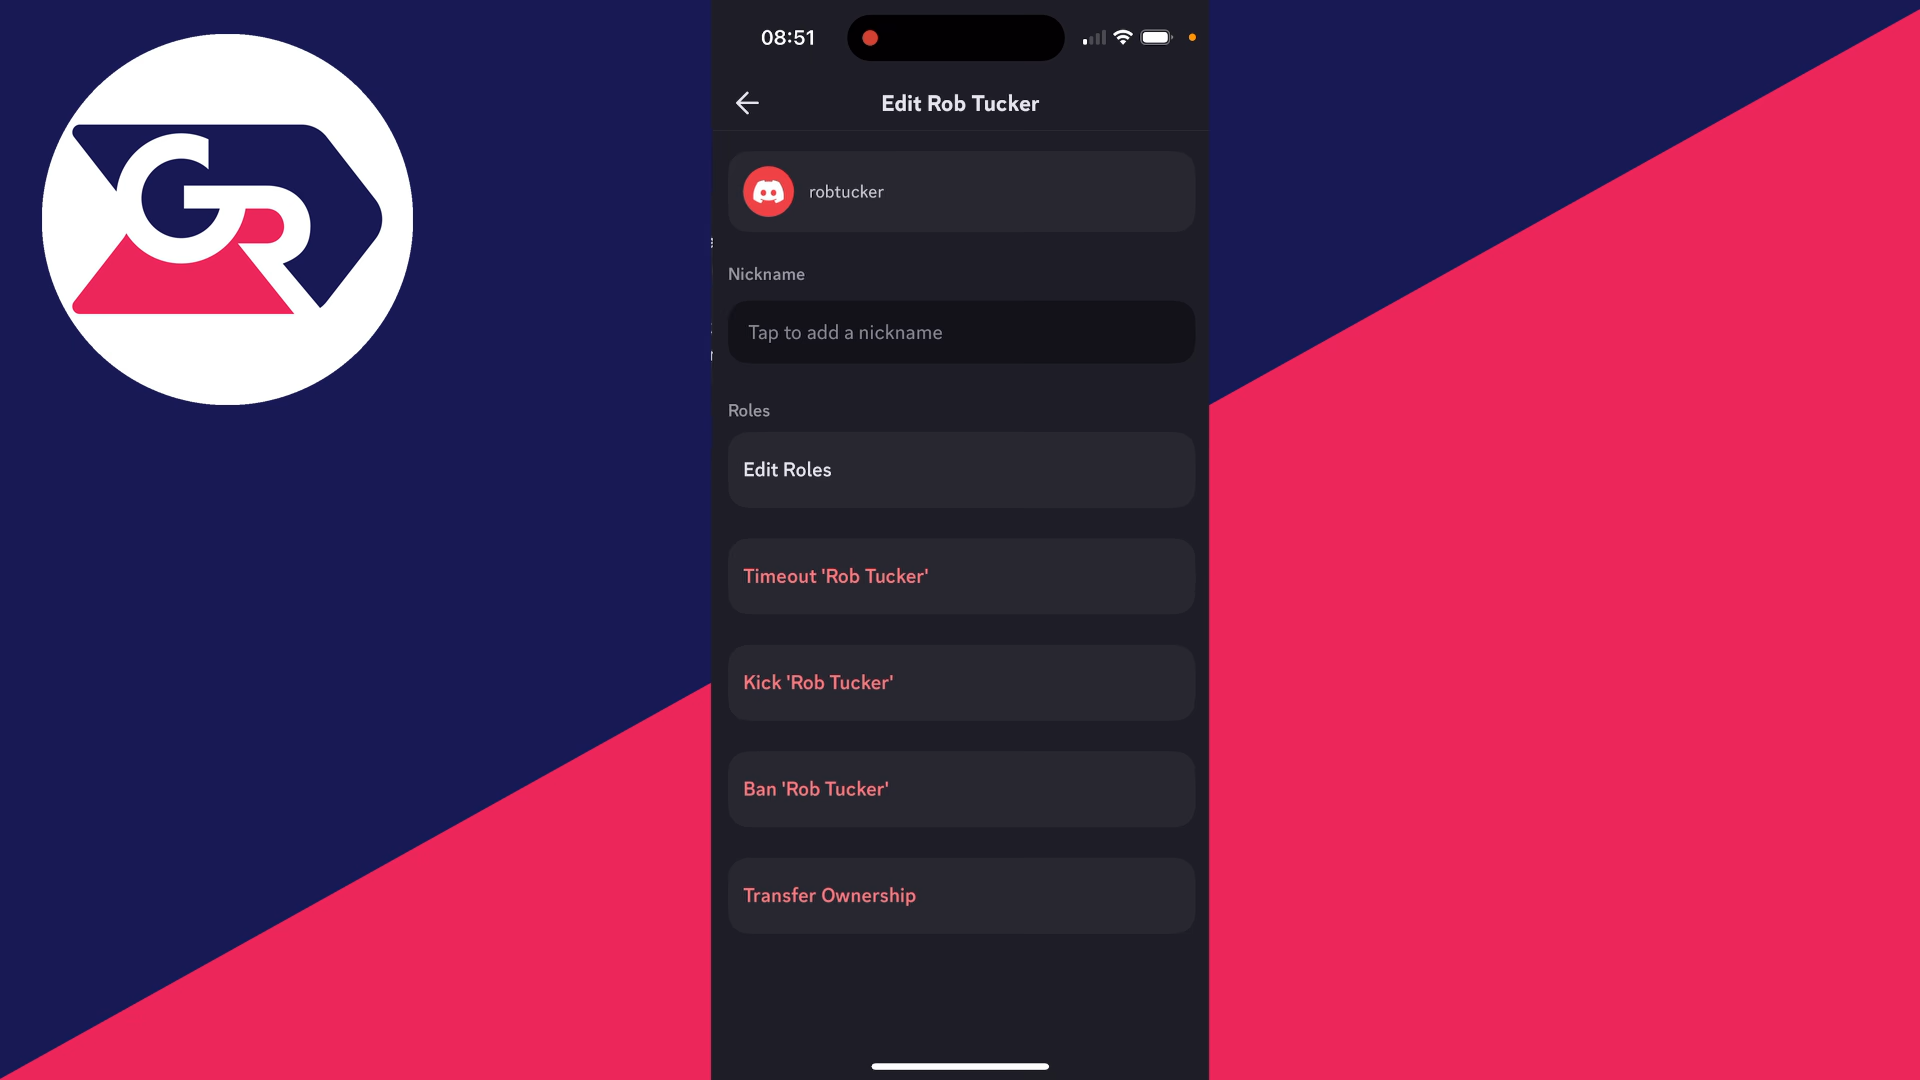 GR
08:51
Edit Rob Tucker
robtucker
Nickname
Tap to add a nickname
Roles
Edit Roles
Timeout 'Rob Tucker'
Kick 'Rob Tucker'
Ban 'Rob Tucker'
Transfer Ownership